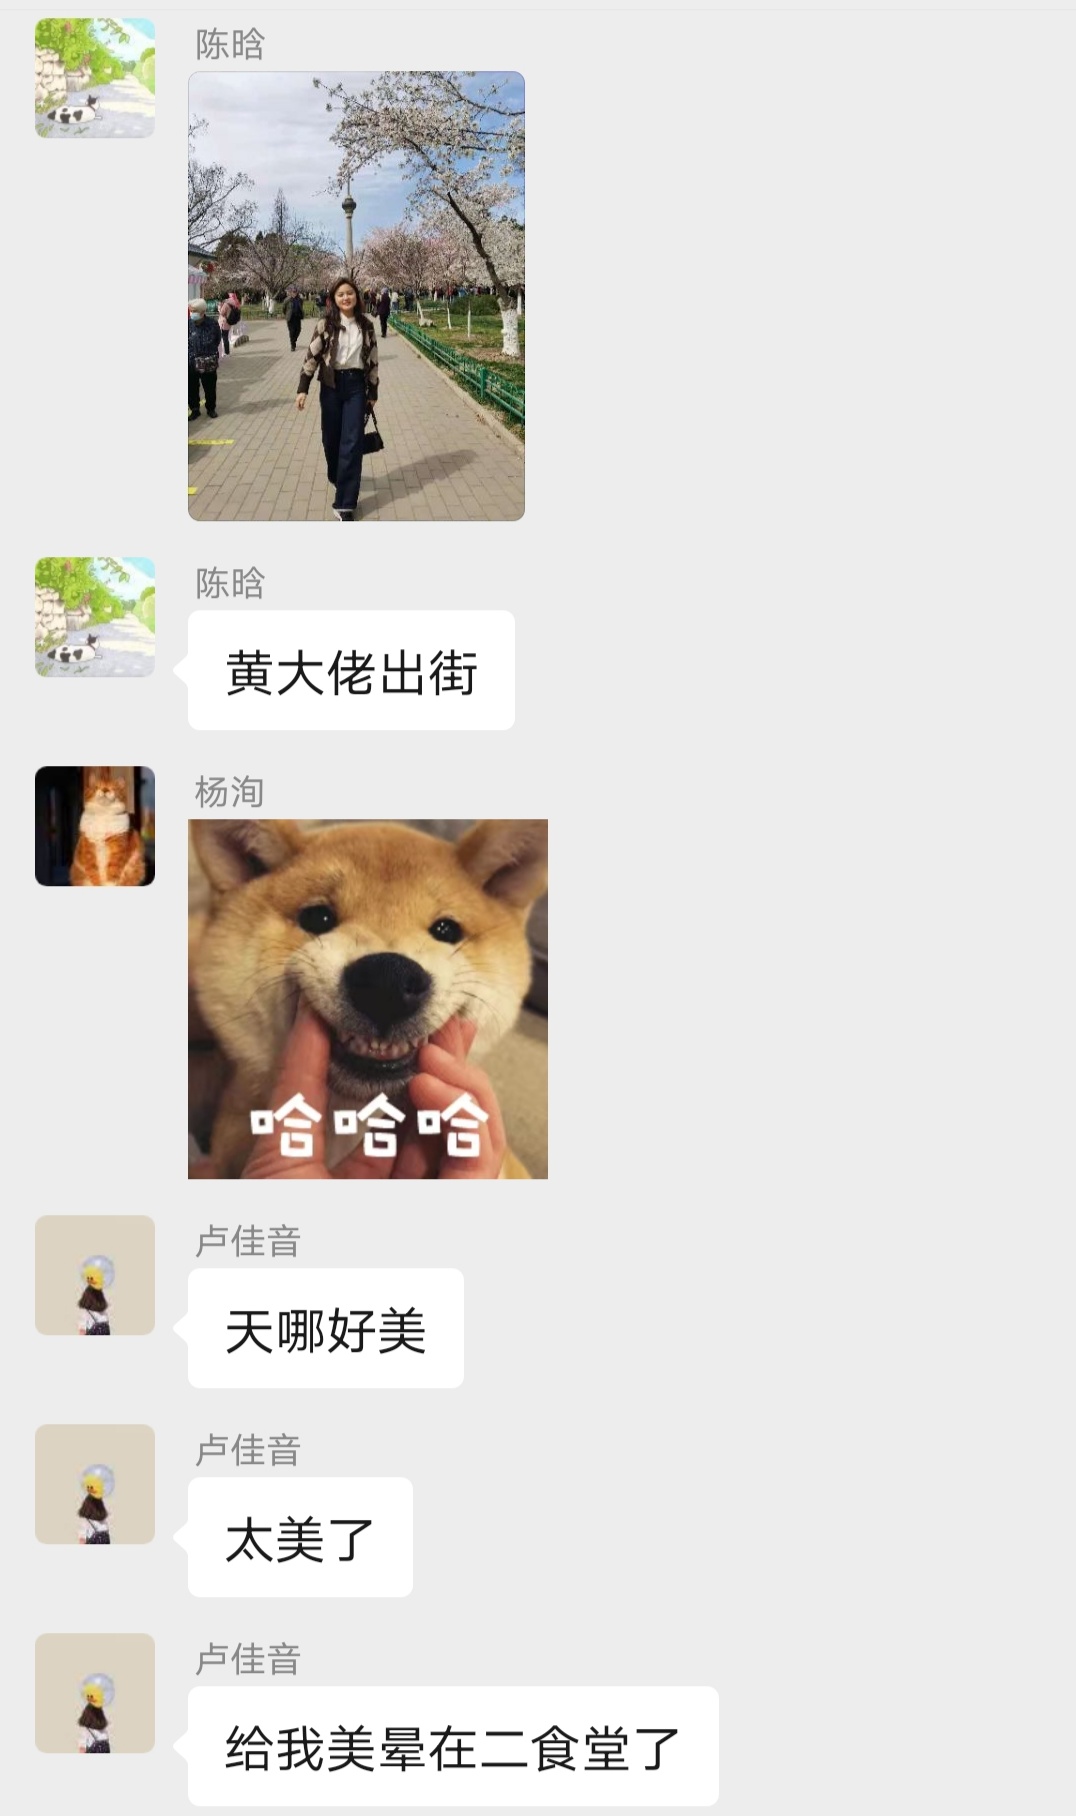 陈晗
陈晗
黄大佬出街
杨洵
哈哈哈
卢佳音
天哪好美
卢佳音
太美了
卢佳音
给我美晕在二食堂了